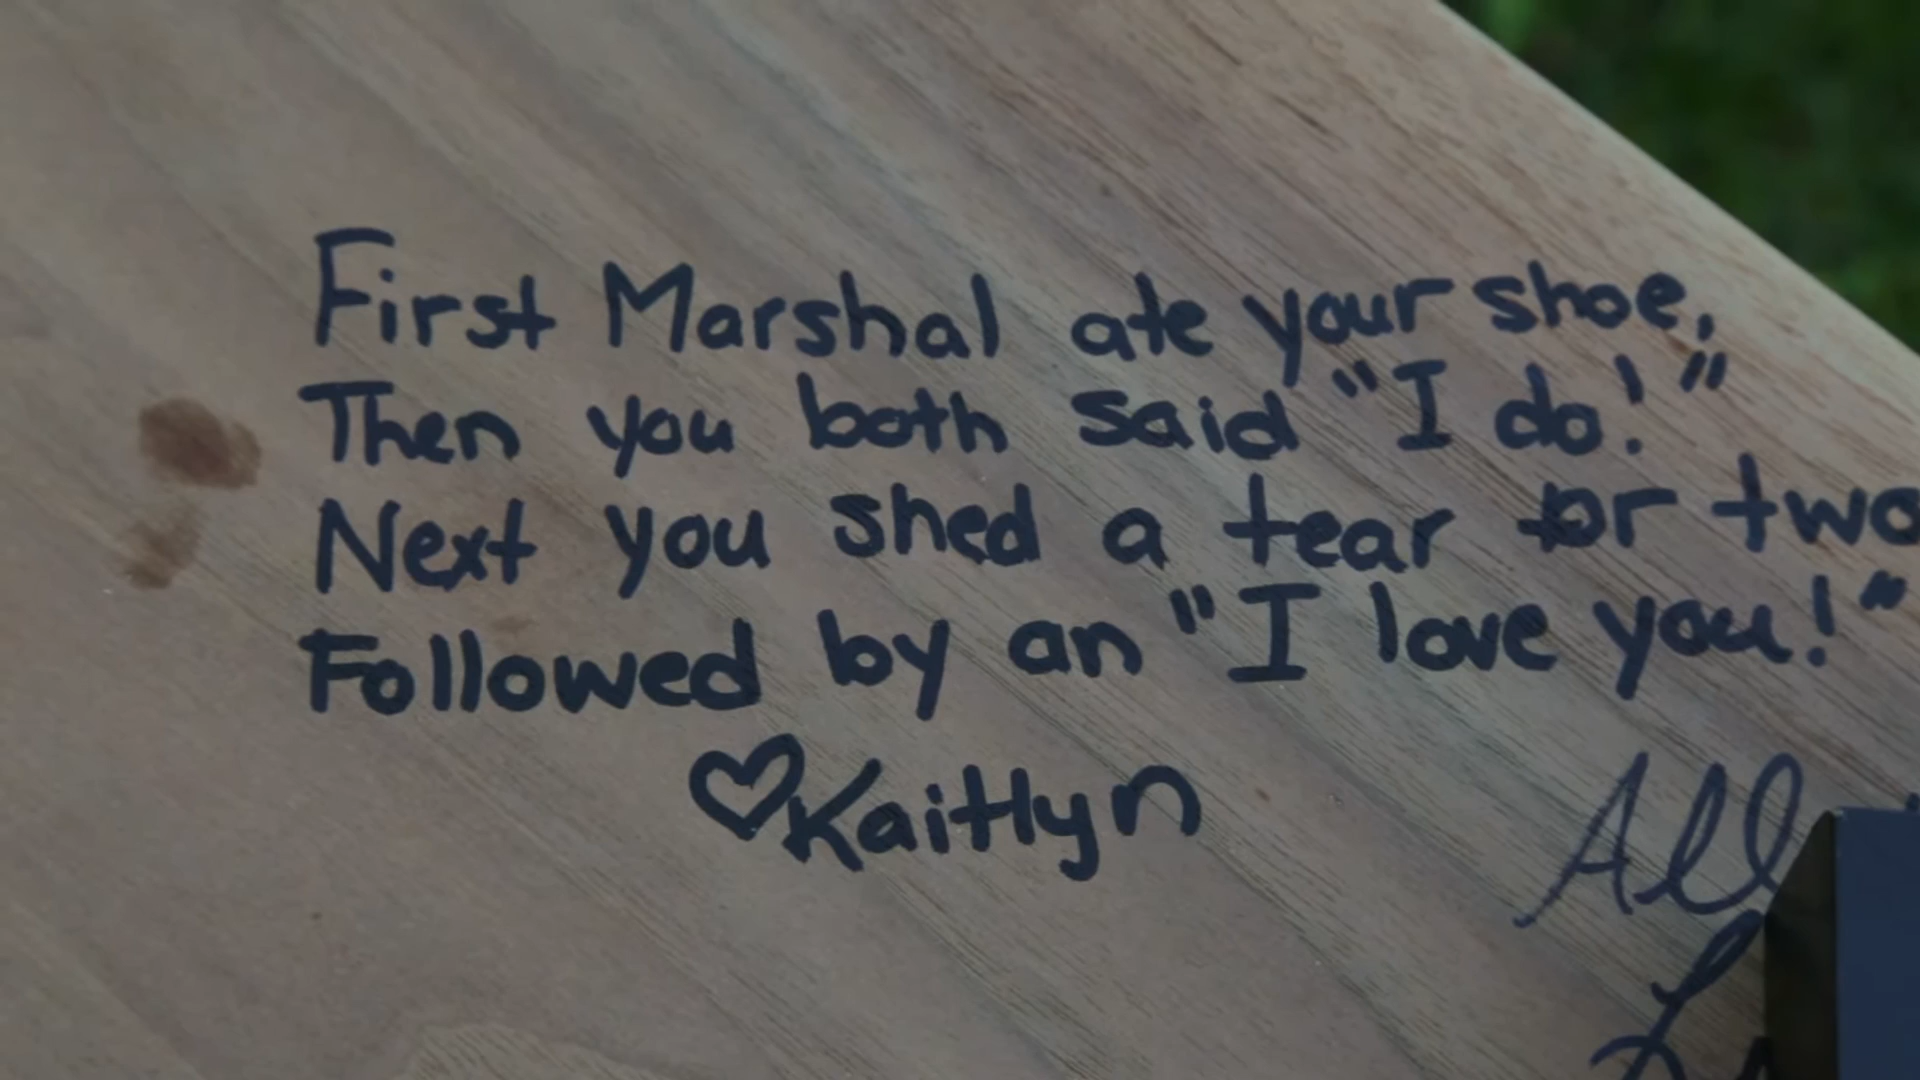 First Marshal ate your shoe,
Then you both said "I do!"
Next you shed a tear or two
Followed by an "I love you!"
♡Kaitlyn
All